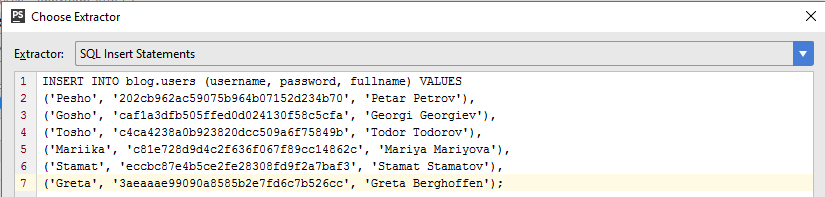 PS Choose Extractor
Extractor: SQL Insert Statements
1 INSERT INTO blog.users (username, password, fullname) VALUES
2 ('Pesho', '202cb962ac59075b964b07152d234b70', 'Petar Petrov'),
3 ('Gosho', 'caf1a3dfb505ffed0d024130f58c5cfa', 'Georgi Georgiev'),
4 ('Tosho', 'c4ca4238a0b923820dcc509a6f75849b', 'Todor Todorov'),
5 ('Mariika', 'c81e728d9d4c2f636f067f89cc14862c', 'Mariya Mariyova'),
6 ('Stamat', 'eccbc87e4b5ce2fe28308fd9f2a7baf3', 'Stamat Stamatov'),
7 ('Greta', '3aeaaae99090a8585b2e7fd6c7b526cc', 'Greta Berghoffen');